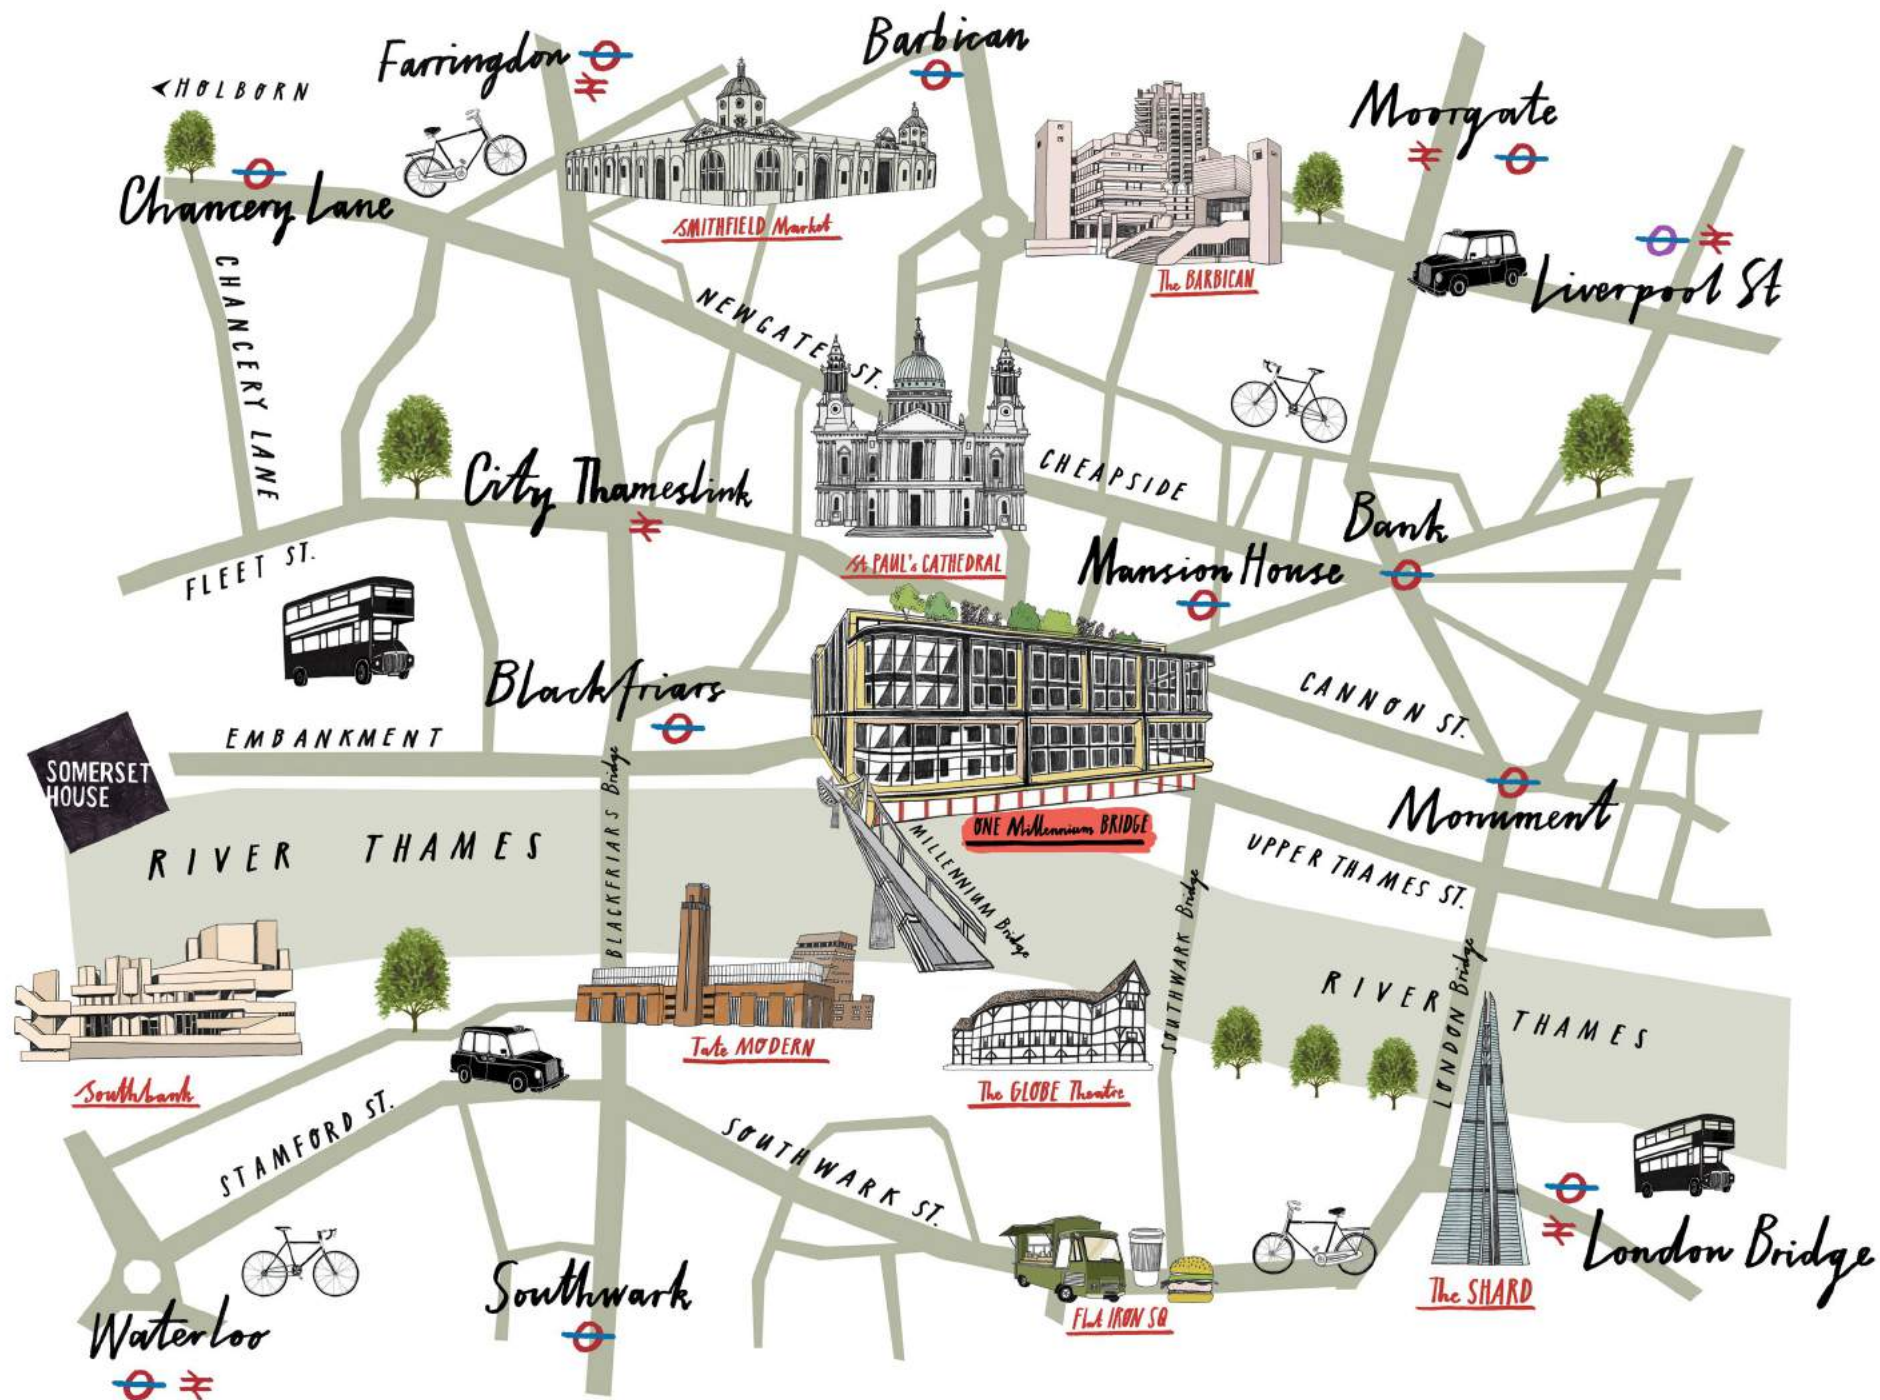 Farringdon
Barbican
HOLBORN
Moorgate
Chancery Lane
SMITHFIELD Market
The BARBICAN
Liverpool St
CHANCERY LANE
NEWGATE ST.
City Thameslink
CHEAPSIDE
Bank
St PAUL's CATHEDRAL
Mansion House
FLEET ST.
Blackfriars
CANNON ST.
EMBANKMENT
SOMERSET
HOUSE
BLACKFRIARS Bridge
Monument
ONE Millennium BRIDGE
MILLENNIUM Bridge
RIVER THAMES
UPPER THAMES ST.
SOUTHWARK Bridge
LONDON Bridge
RIVER THAMES
Tate MODERN
Southbank
The GLOBE Theatre
STAMFORD ST.
SOUTHWARK ST.
London Bridge
Southwark
The SHARD
Flat IRON SQ
Waterloo